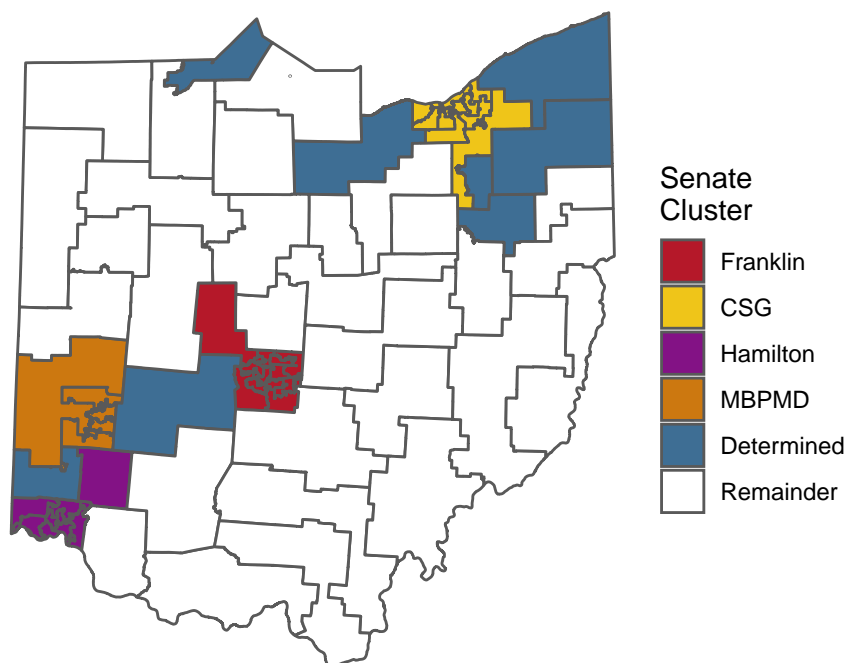 Senate
Cluster
Franklin
CSG
Hamilton
MBPMD
Determined
Remainder